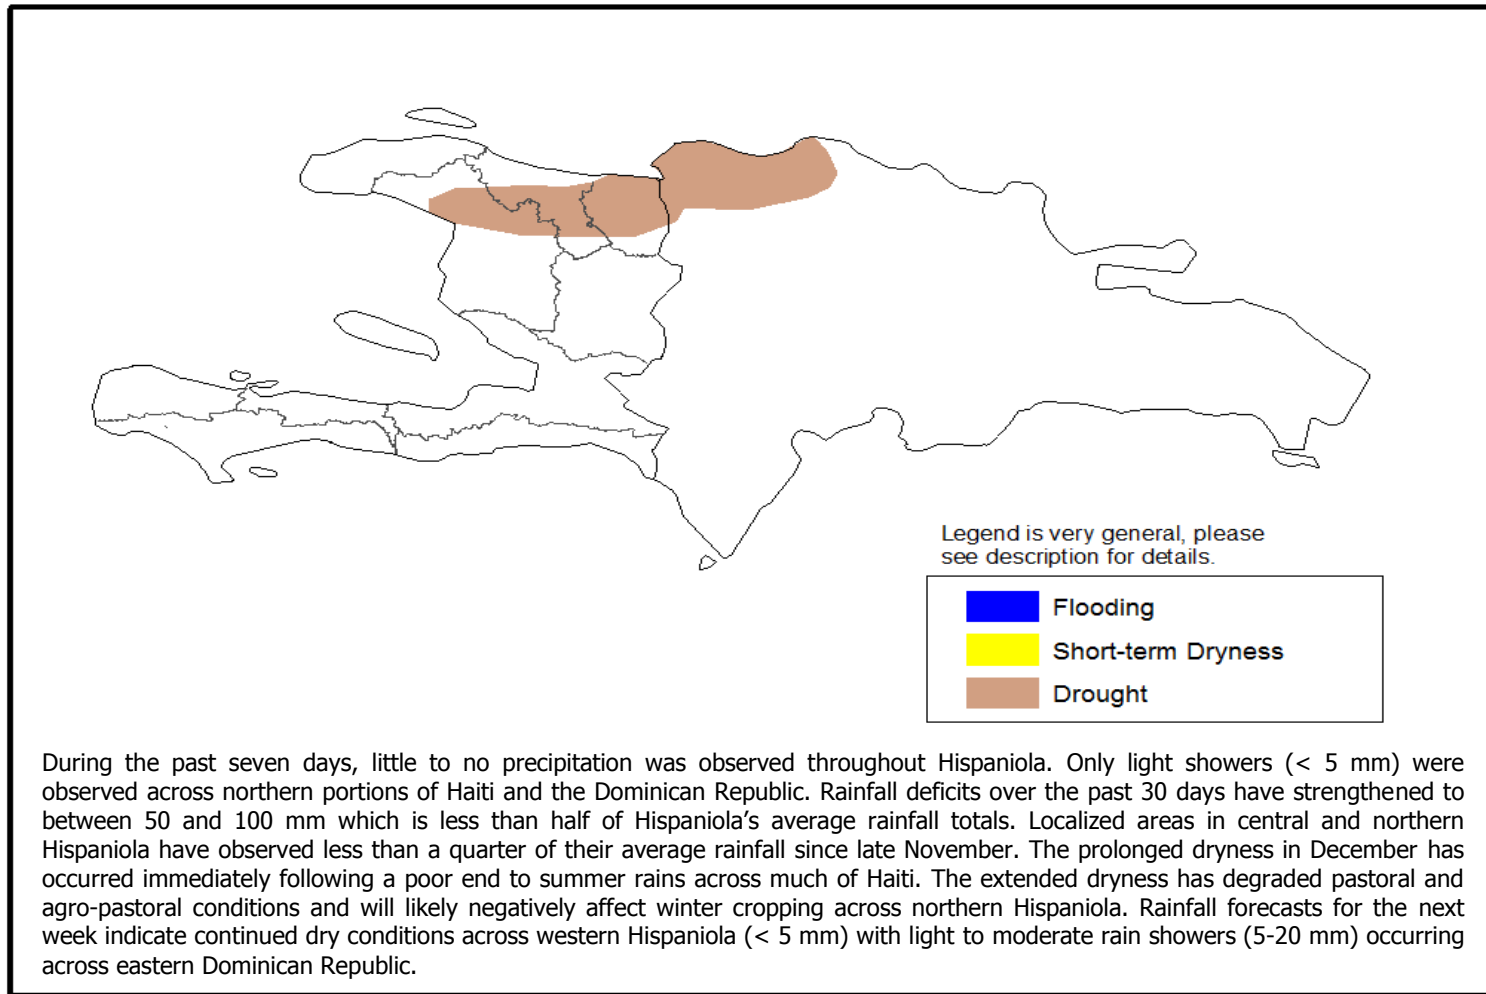 Legend is very general, please
see description for details.
Flooding
Short-term Dryness
Drought
During the past seven days, little to no precipitation was observed throughout Hispaniola. Only light showers (< 5 mm) were
observed across northern portions of Haiti and the Dominican Republic. Rainfall deficits over the past 30 days have strengthened to
between 50 and 100 mm which is less than half of Hispaniola’s average rainfall totals. Localized areas in central and northern
Hispaniola have observed less than a quarter of their average rainfall since late November. The prolonged dryness in December has
occurred immediately following a poor end to summer rains across much of Haiti. The extended dryness has degraded pastoral and
agro-pastoral conditions and will likely negatively affect winter cropping across northern Hispaniola. Rainfall forecasts for the next
week indicate continued dry conditions across western Hispaniola (< 5 mm) with light to moderate rain showers (5-20 mm) occurring
across eastern Dominican Republic.